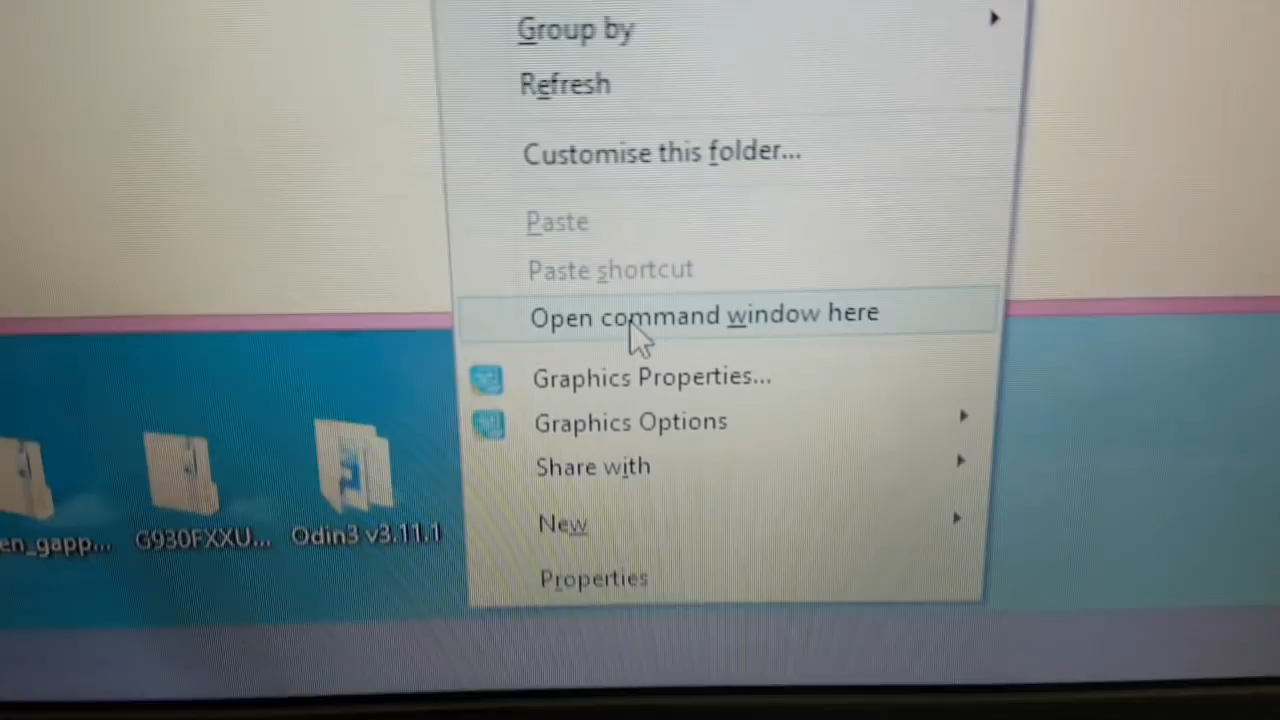 Group by
Refresh
Customise this folder...
Paste
Paste shortcut
Open command window here
Graphics Properties...
Graphics Options
Share with
New
Properties
en_gapp...
G930FXXU...
Odin3 v3.11.1